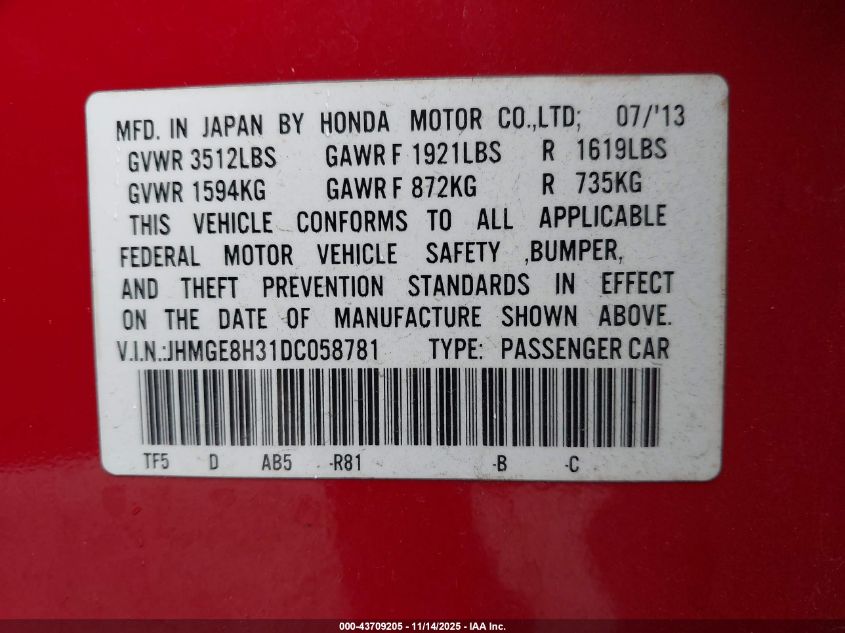 MFD. IN JAPAN BY HONDA MOTOR CO.,LTD; 07/'13
GVWR 3512LBS GAWR F 1921LBS R 1619LBS
GVWR 1594KG GAWR F 872KG R 735KG
THIS VEHICLE CONFORMS TO ALL APPLICABLE
FEDERAL MOTOR VEHICLE SAFETY ,BUMPER,
AND THEFT PREVENTION STANDARDS IN EFFECT
ON THE DATE OF MANUFACTURE SHOWN ABOVE.
V.I.N.:JHMGE8H31DC058781 TYPE: PASSENGER CAR
TF5 D AB5 -R81 -B -C
000-43709205 - 11/14/2025 - IAA Inc.